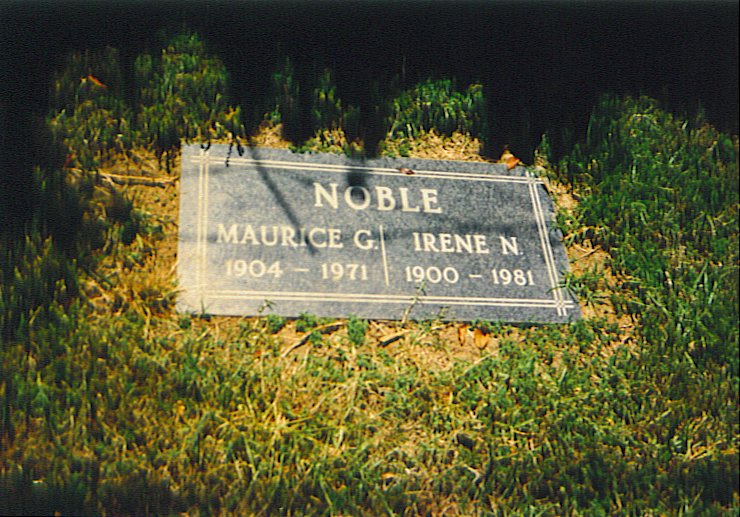 NOBLE
MAURICE G. IRENE N.
1904 – 1971 1900 – 1981